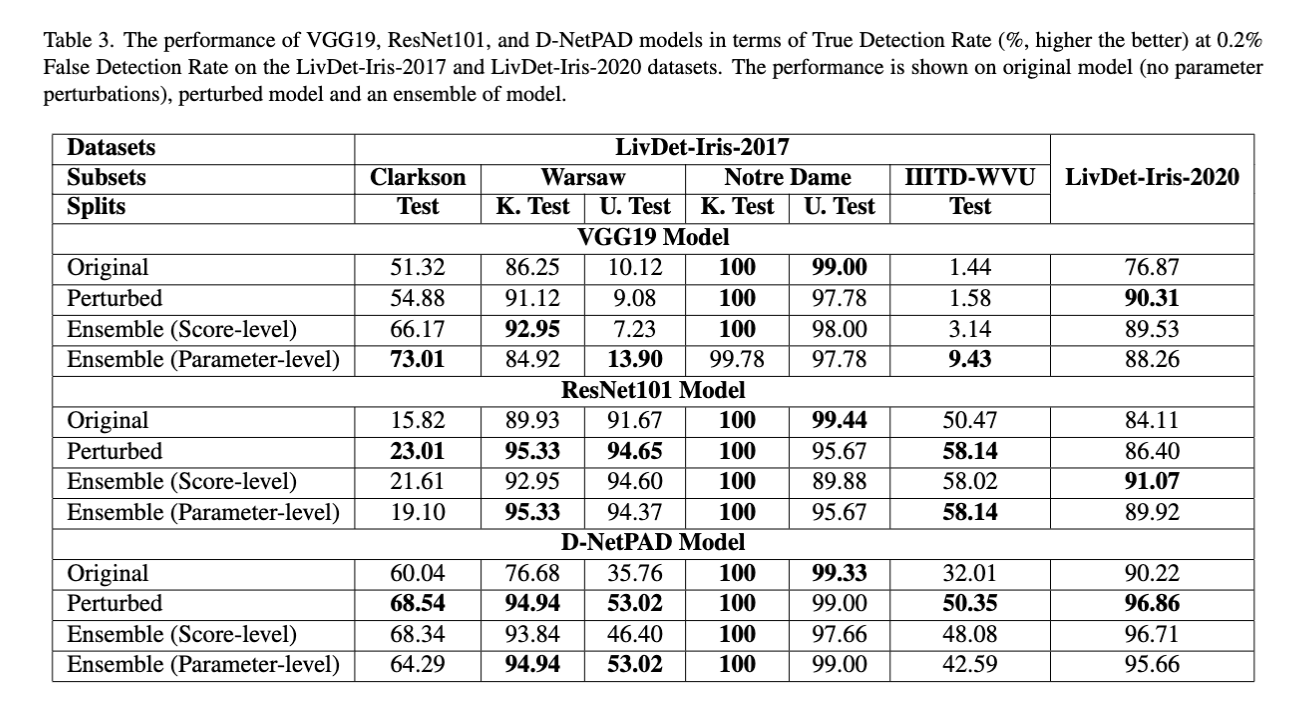 Table 3. The performance of VGG19, ResNet101, and D-NetPAD models in terms of True Detection Rate (%, higher the better) at 0.2%
False Detection Rate on the LivDet-Iris-2017 and LivDet-Iris-2020 datasets. The performance is shown on original model (no parameter
perturbations), perturbed model and an ensemble of model.
Datasets LivDet-Iris-2017 LivDet-Iris-2020
Subsets Clarkson Warsaw Notre Dame IIITD-WVU
Splits Test K. Test U. Test K. Test U. Test Test
VGG19 Model
Original 51.32 86.25 10.12 100 99.00 1.44 76.87
Perturbed 54.88 91.12 9.08 100 97.78 1.58 90.31
Ensemble (Score-level) 66.17 92.95 7.23 100 98.00 3.14 89.53
Ensemble (Parameter-level) 73.01 84.92 13.90 99.78 97.78 9.43 88.26
ResNet101 Model
Original 15.82 89.93 91.67 100 99.44 50.47 84.11
Perturbed 23.01 95.33 94.65 100 95.67 58.14 86.40
Ensemble (Score-level) 21.61 92.95 94.60 100 89.88 58.02 91.07
Ensemble (Parameter-level) 19.10 95.33 94.37 100 95.67 58.14 89.92
D-NetPAD Model
Original 60.04 76.68 35.76 100 99.33 32.01 90.22
Perturbed 68.54 94.94 53.02 100 99.00 50.35 96.86
Ensemble (Score-level) 68.34 93.84 46.40 100 97.66 48.08 96.71
Ensemble (Parameter-level) 64.29 94.94 53.02 100 99.00 42.59 95.66